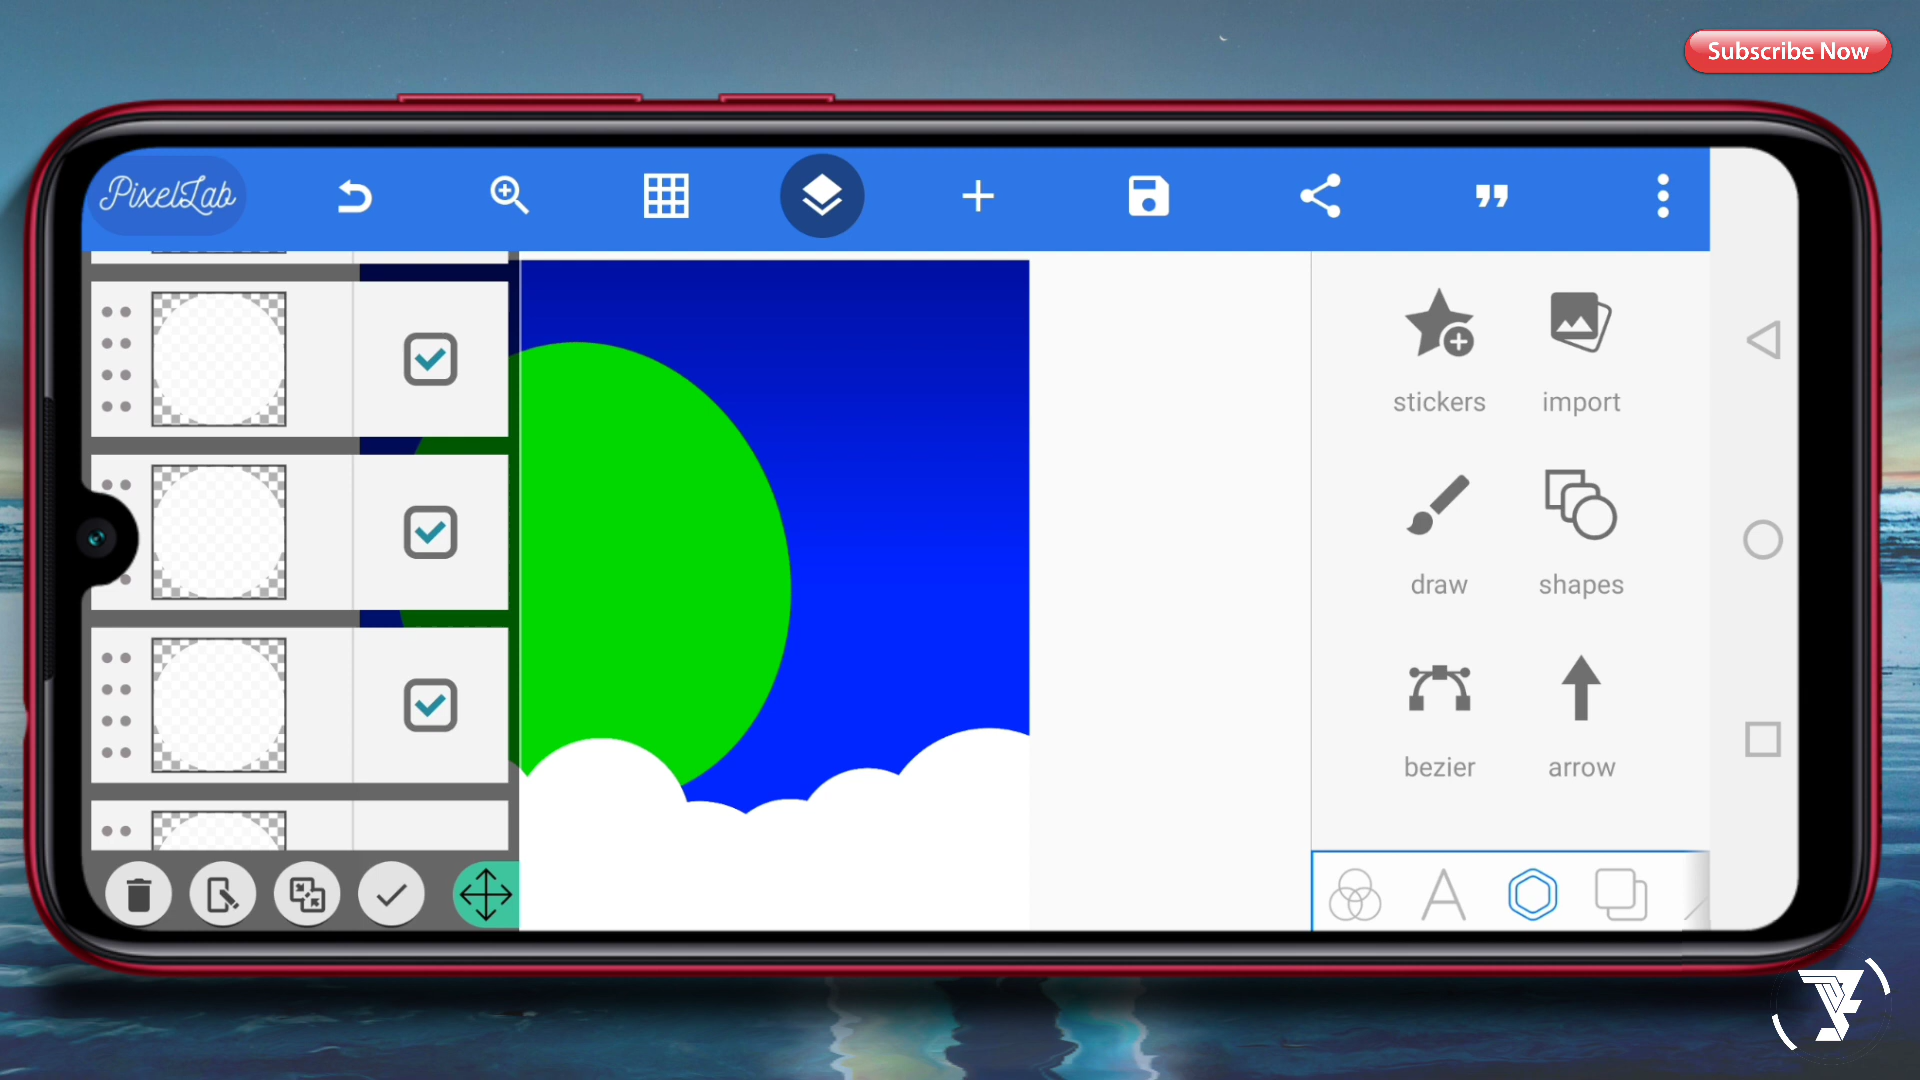 Subscribe Now
PixelLab
stickers import
draw shapes
bezier arrow